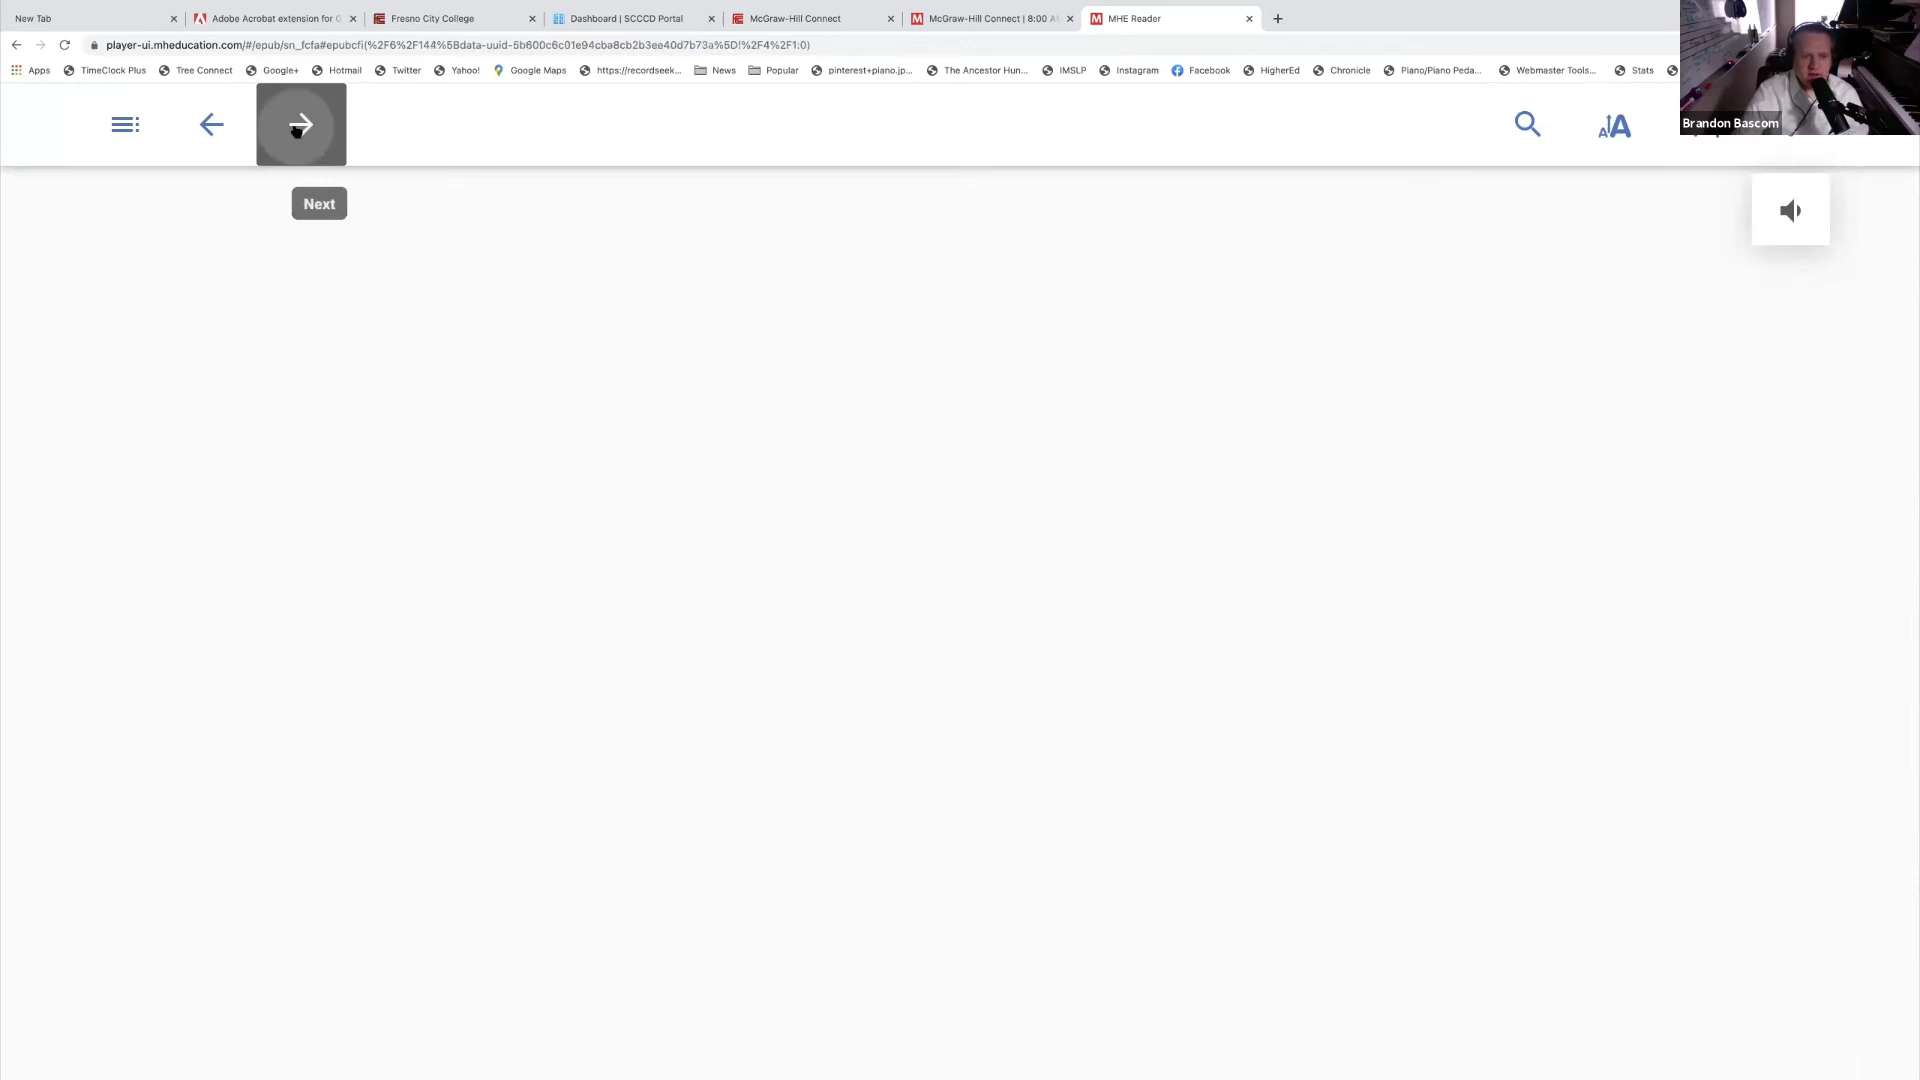 New Tab
Adobe Acrobat extension for G
Fresno City College
Dashboard | SCCCD Portal
McGraw-Hill Connect
McGraw-Hill Connect | 8:00 A
MHE Reader
player-ui.mheducation.com/#/epub/sn_fcfa#epubcfi(%2F6%2F144%5Bdata-uuid-5b600c6c01e94cba8cb2b3ee40d7b73a%5D!%2F4%2F1:0)
Apps
TimeClock Plus
Tree Connect
Google+
Hotmail
Twitter
Yahoo!
Google Maps
https://recordseek...
News
Popular
pinterest+piano.jp...
The Ancestor Hun...
IMSLP
Instagram
Facebook
HigherEd
Chronicle
Piano/Piano Peda...
Webmaster Tools...
Stats
Brandon Bascom
AA
Next